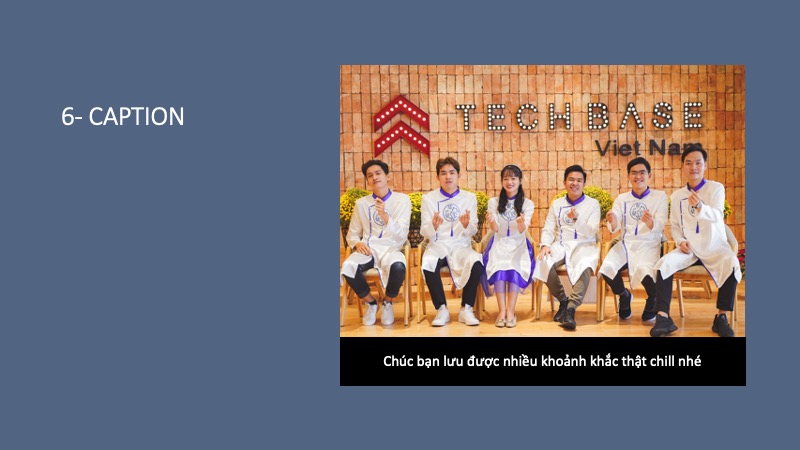 6- CAPTION
TECH BASE
Viet Nam
Chúc bạn lưu được nhiều khoảnh khắc thật chill nhé